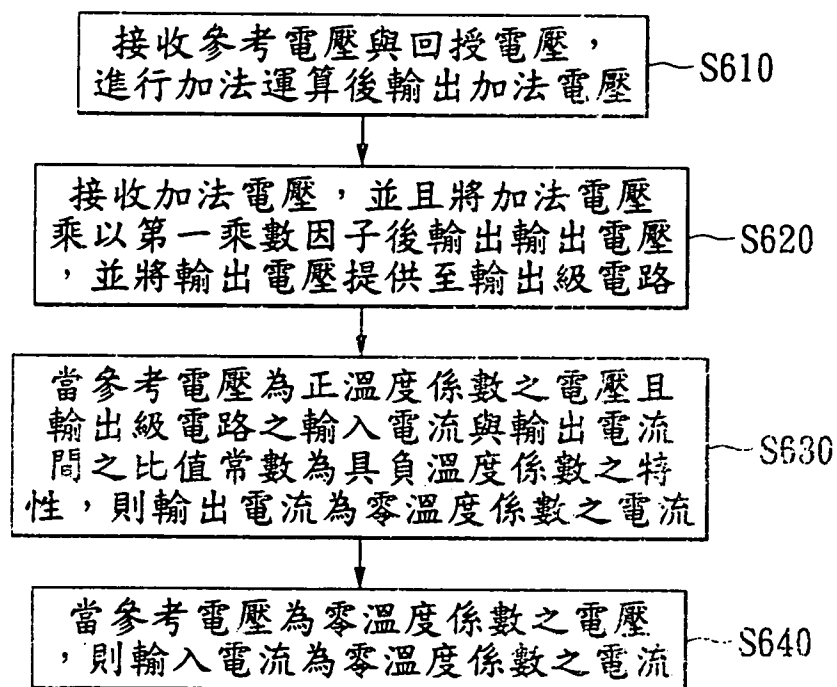 接收參考電壓與回授電壓，
進行加法運算後輸出加法電壓
S610
接收加法電壓，並且將加法電壓
乘以第一乘數因子後輸出輸出電壓
，並將輸出電壓提供至輸出級電路
S620
當參考電壓為正溫度係數之電壓且
輸出級電路之輸入電流與輸出電流
間之比值常數為具負溫度係數之特
性，則輸出電流為零溫度係數之電流
S630
當參考電壓為零溫度係數之電壓
，則輸入電流為零溫度係數之電流
S640